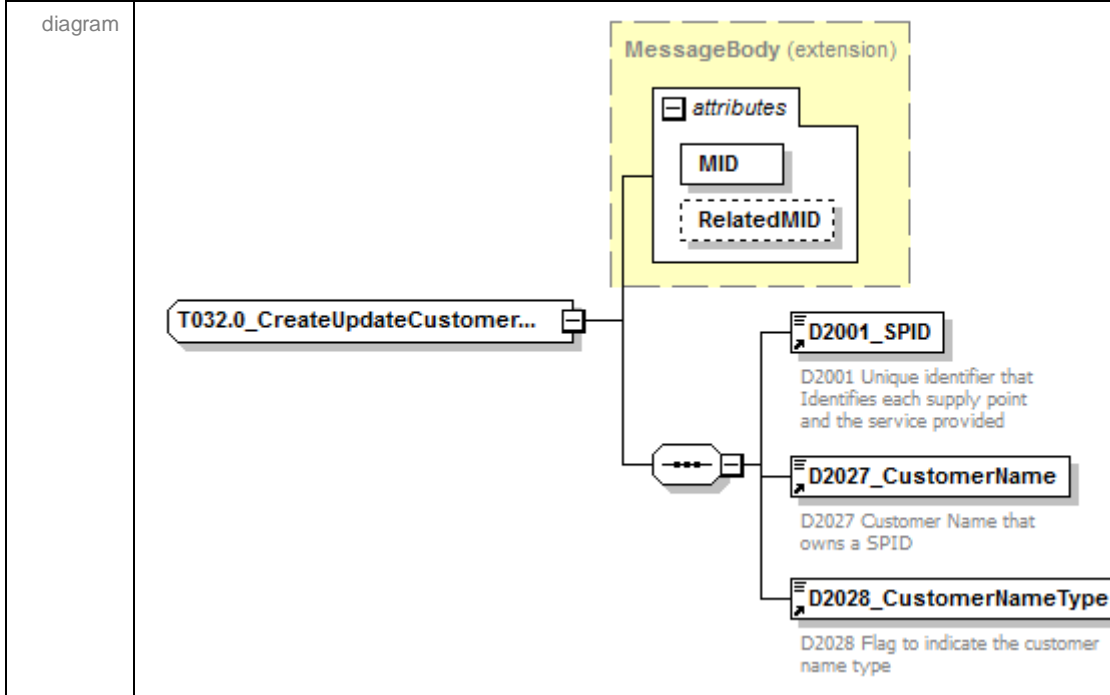 diagram
MessageBody (extension)
attributes
MID
RelatedMID
T032.0_CreateUpdateCustomer...
D2001_SPID
D2001 Unique identifier that
Identifies each supply point
and the service provided
D2027_CustomerName
D2027 Customer Name that
owns a SPID
D2028_CustomerNameType
D2028 Flag to indicate the customer
name type